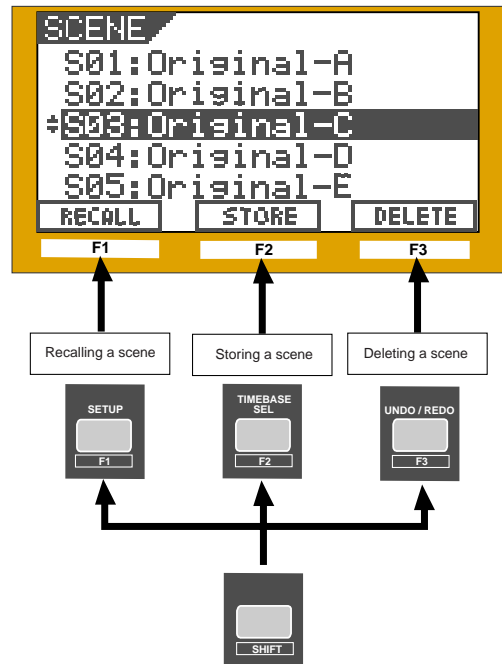 SCENE
S01:Original-A
S02:Original-B
S03:Original-C
S04:Original-D
S05:Original-E
RECALL STORE DELETE
F1 F2 F3
Recalling a scene Storing a scene Deleting a scene
SETUP TIMEBASE SEL UNDO / REDO
F1 F2 F3
SHIFT